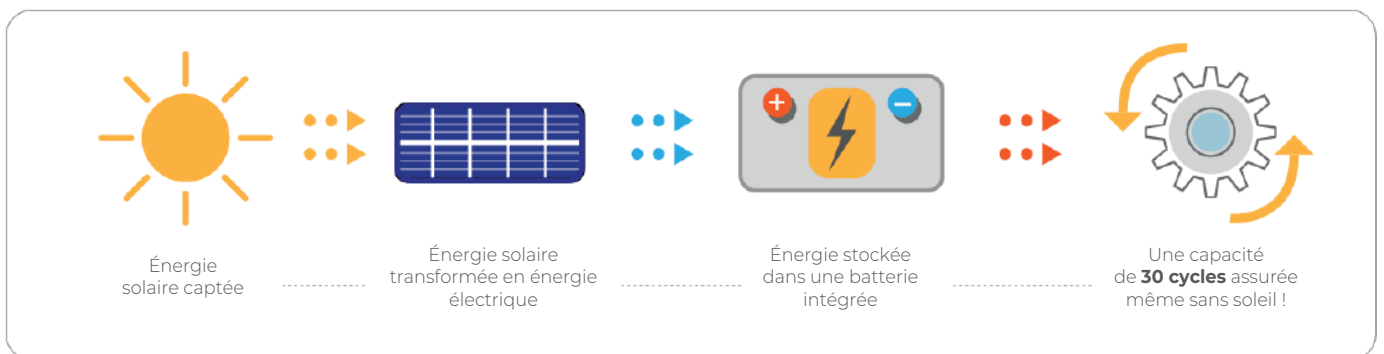 Énergie
solaire captée
Énergie solaire
transformée en énergie
électrique
Énergie stockée
dans une batterie
intégrée
Une capacité
de 30 cycles assurée
même sans soleil !